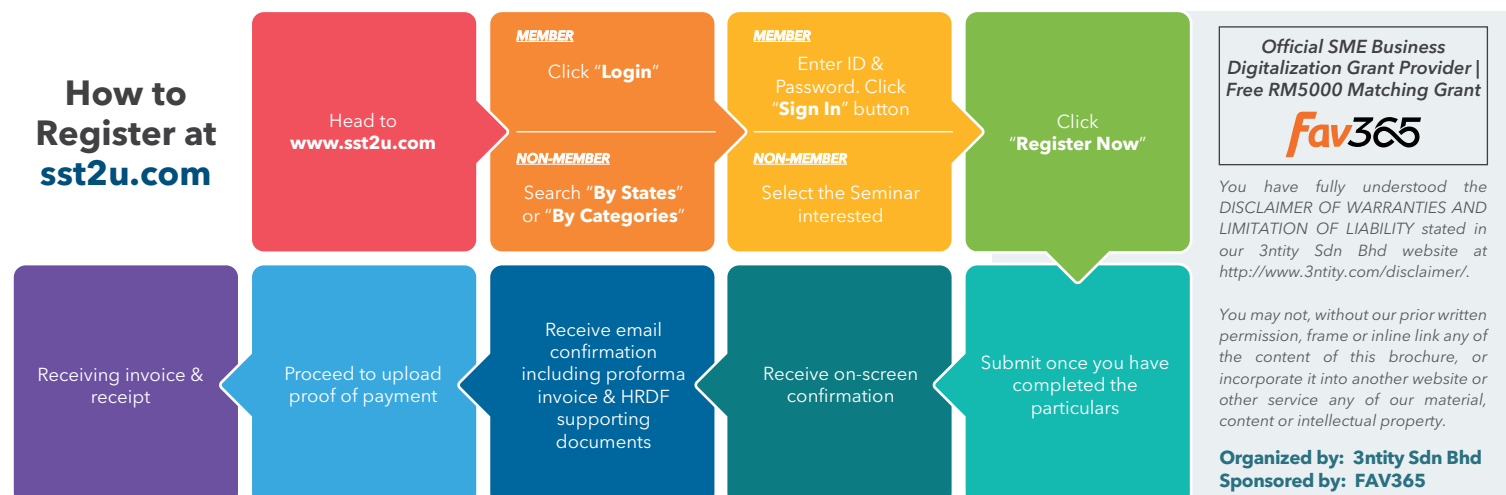 How to
Register at
sst2u.com
Head to
www.sst2u.com
MEMBER
Click “Login”
NON-MEMBER
Search “By States”
or “By Categories”
MEMBER
Enter ID &
Password. Click
“Sign In” button
NON-MEMBER
Select the Seminar
interested
Click
“Register Now”
Submit once you have
completed the
particulars
Receive on-screen
confirmation
Receive email
confirmation
including proforma
invoice & HRDF
supporting
documents
Proceed to upload
proof of payment
Receiving invoice &
receipt
Official SME Business
Digitalization Grant Provider |
Free RM5000 Matching Grant
Fav365
You have fully understood the
DISCLAIMER OF WARRANTIES AND
LIMITATION OF LIABILITY stated in
our 3ntity Sdn Bhd website at
http://www.3ntity.com/disclaimer/.
You may not, without our prior written
permission, frame or inline link any of
the content of this brochure, or
incorporate it into another website or
other service any of our material,
content or intellectual property.
Organized by: 3ntity Sdn Bhd
Sponsored by: FAV365